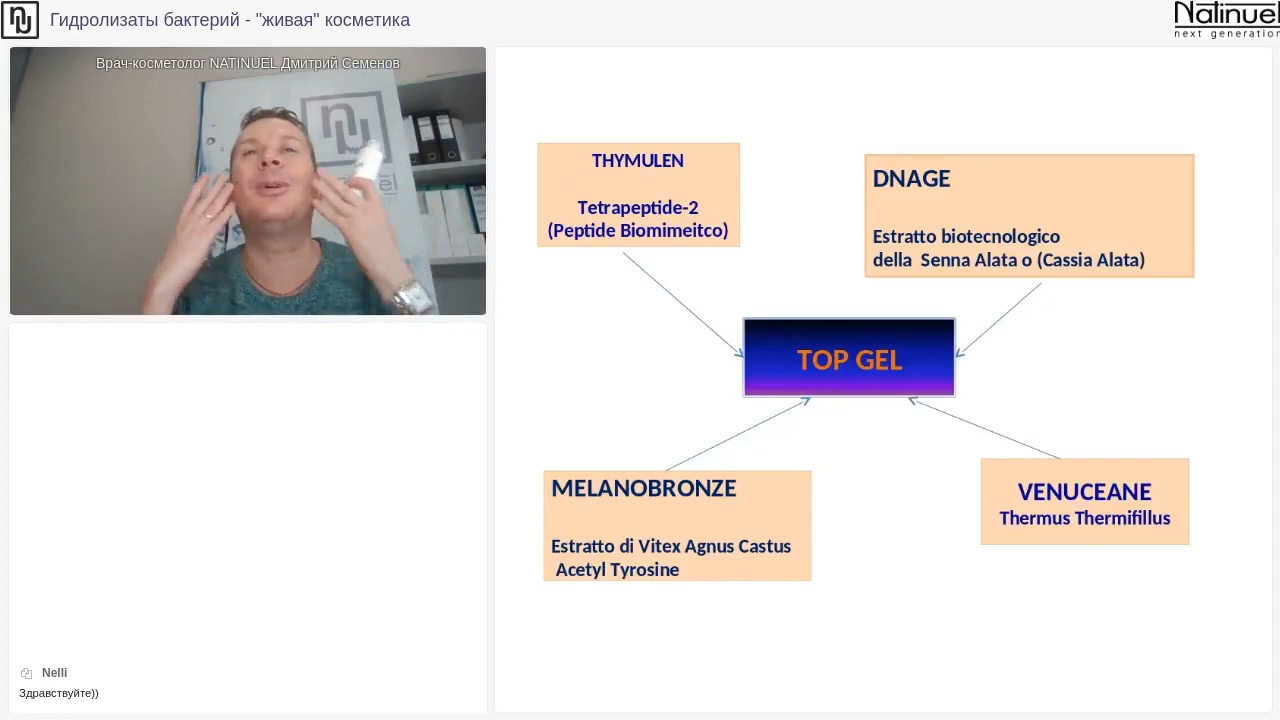 Гидролизаты бактерий - "живая" косметика
Natinuel
next generation
Врач-косметолог NATINUEL Дмитрий Семенов
THYMULEN
Tetrapeptide-2
(Peptide Biomimeitco)
DNAGE
Estratto biotecnologico
della Senna Alata o (Cassia Alata)
TOP GEL
MELANOBRONZE
Estratto di Vitex Agnus Castus
Acetyl Tyrosine
VENUCEANE
Thermus Thermifillus
Nelli
Здравствуйте))